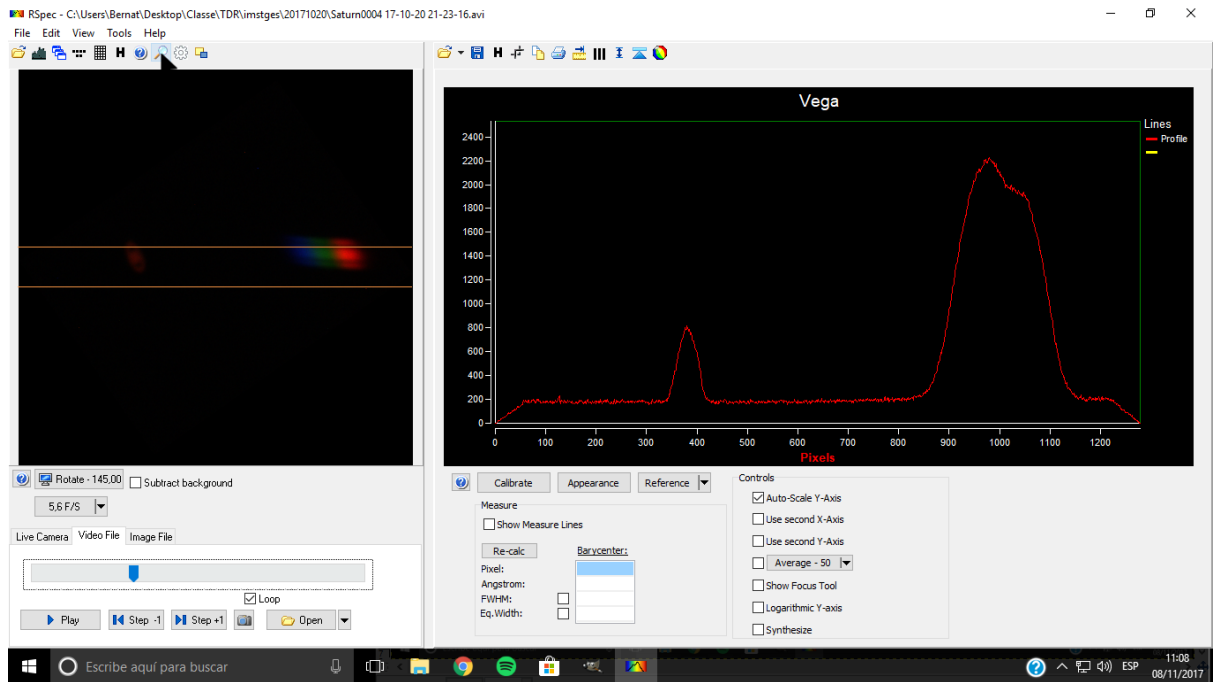 RSpec - C:\Users\Bernat\Desktop\Classe\TDR\imstges\20171020\Saturn0004 17-10-20 21-23-16.avi
File Edit View Tools Help
H
H
Vega
Lines
Profile
2400
2200
2000
1800
1600
1400
1200
1000
800
600
400
200
0
0 100 200 300 400 500 600 700 800 900 1000 1100 1200
Pixels
Rotate - 145,00
Subtract background
5,6 F/S
Live Camera Video File Image File
Loop
Play Step -1 Step +1 Open
Calibrate Appearance Reference
Measure
Show Measure Lines
Re-calc Barycenter:
Pixel:
Angstrom:
FWHM:
Eq.Width:
Controls
Auto-Scale Y-Axis
Use second X-Axis
Use second Y-Axis
Average - 50
Show Focus Tool
Logarithmic Y-axis
Synthesize
Escribe aquí para buscar
ESP
11:08
08/11/2017